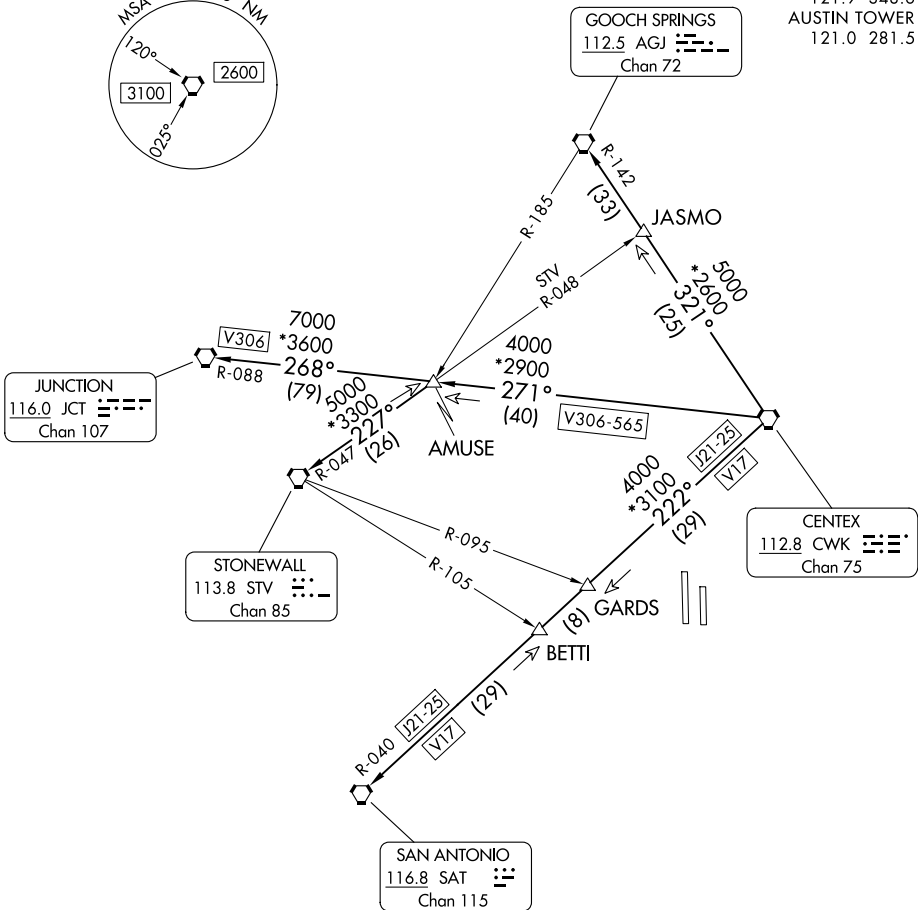 MSA
NM
120°
2600
3100
025°
GOOCH SPRINGS
112.5 AGJ
Chan 72
AUSTIN TOWER
121.0 281.5
R-142
(33)
JASMO
R-185
STV
R-048
5000
*2600
321°
(25)
7000
V306 *3600
268°
R-088
(79)
4000
*2900
271°
(40)
V306-565
JUNCTION
116.0 JCT
Chan 107
5000
*3300
227°
R-047 (26)
AMUSE
J21-25
V17
4000
*3100
222°
(29)
CENTEX
112.8 CWK
Chan 75
R-095
R-105
STONEWALL
113.8 STV
Chan 85
GARDS
(8)
BETTI
(29)
J21-25
R-040
V17
SAN ANTONIO
116.8 SAT
Chan 115